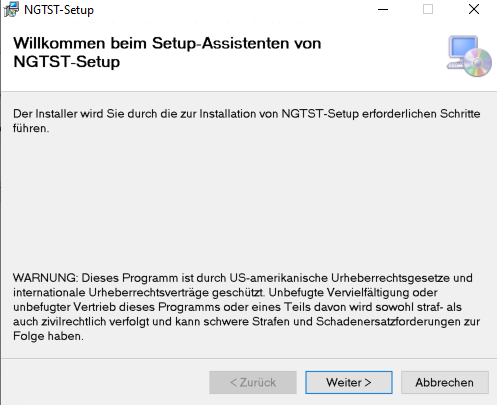 NGTST-Setup
Willkommen beim Setup-Assistenten von
NGTST-Setup
Der Installer wird Sie durch die zur Installation von NGTST-Setup erforderlichen Schritte
führen.
WARNUNG: Dieses Programm ist durch US-amerikanische Urheberrechtsgesetze und
internationale Urheberrechtsverträge geschützt. Unbefugte Vervielfältigung oder
unbefugter Vertrieb dieses Programms oder eines Teils davon wird sowohl straf- als
auch zivilrechtlich verfolgt und kann schwere Strafen und Schadenersatzforderungen zur
Folge haben.
< Zurück
Weiter >
Abbrechen